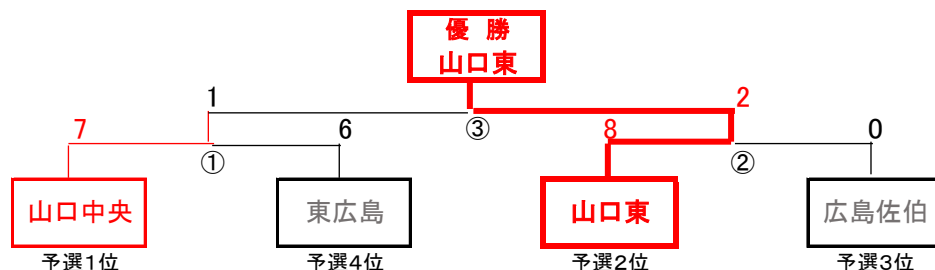 優 勝
山口東
1
2
7
6
③
8
0
①
②
山口中央
東広島
山口東
広島佐伯
予選1位
予選4位
予選2位
予選3位